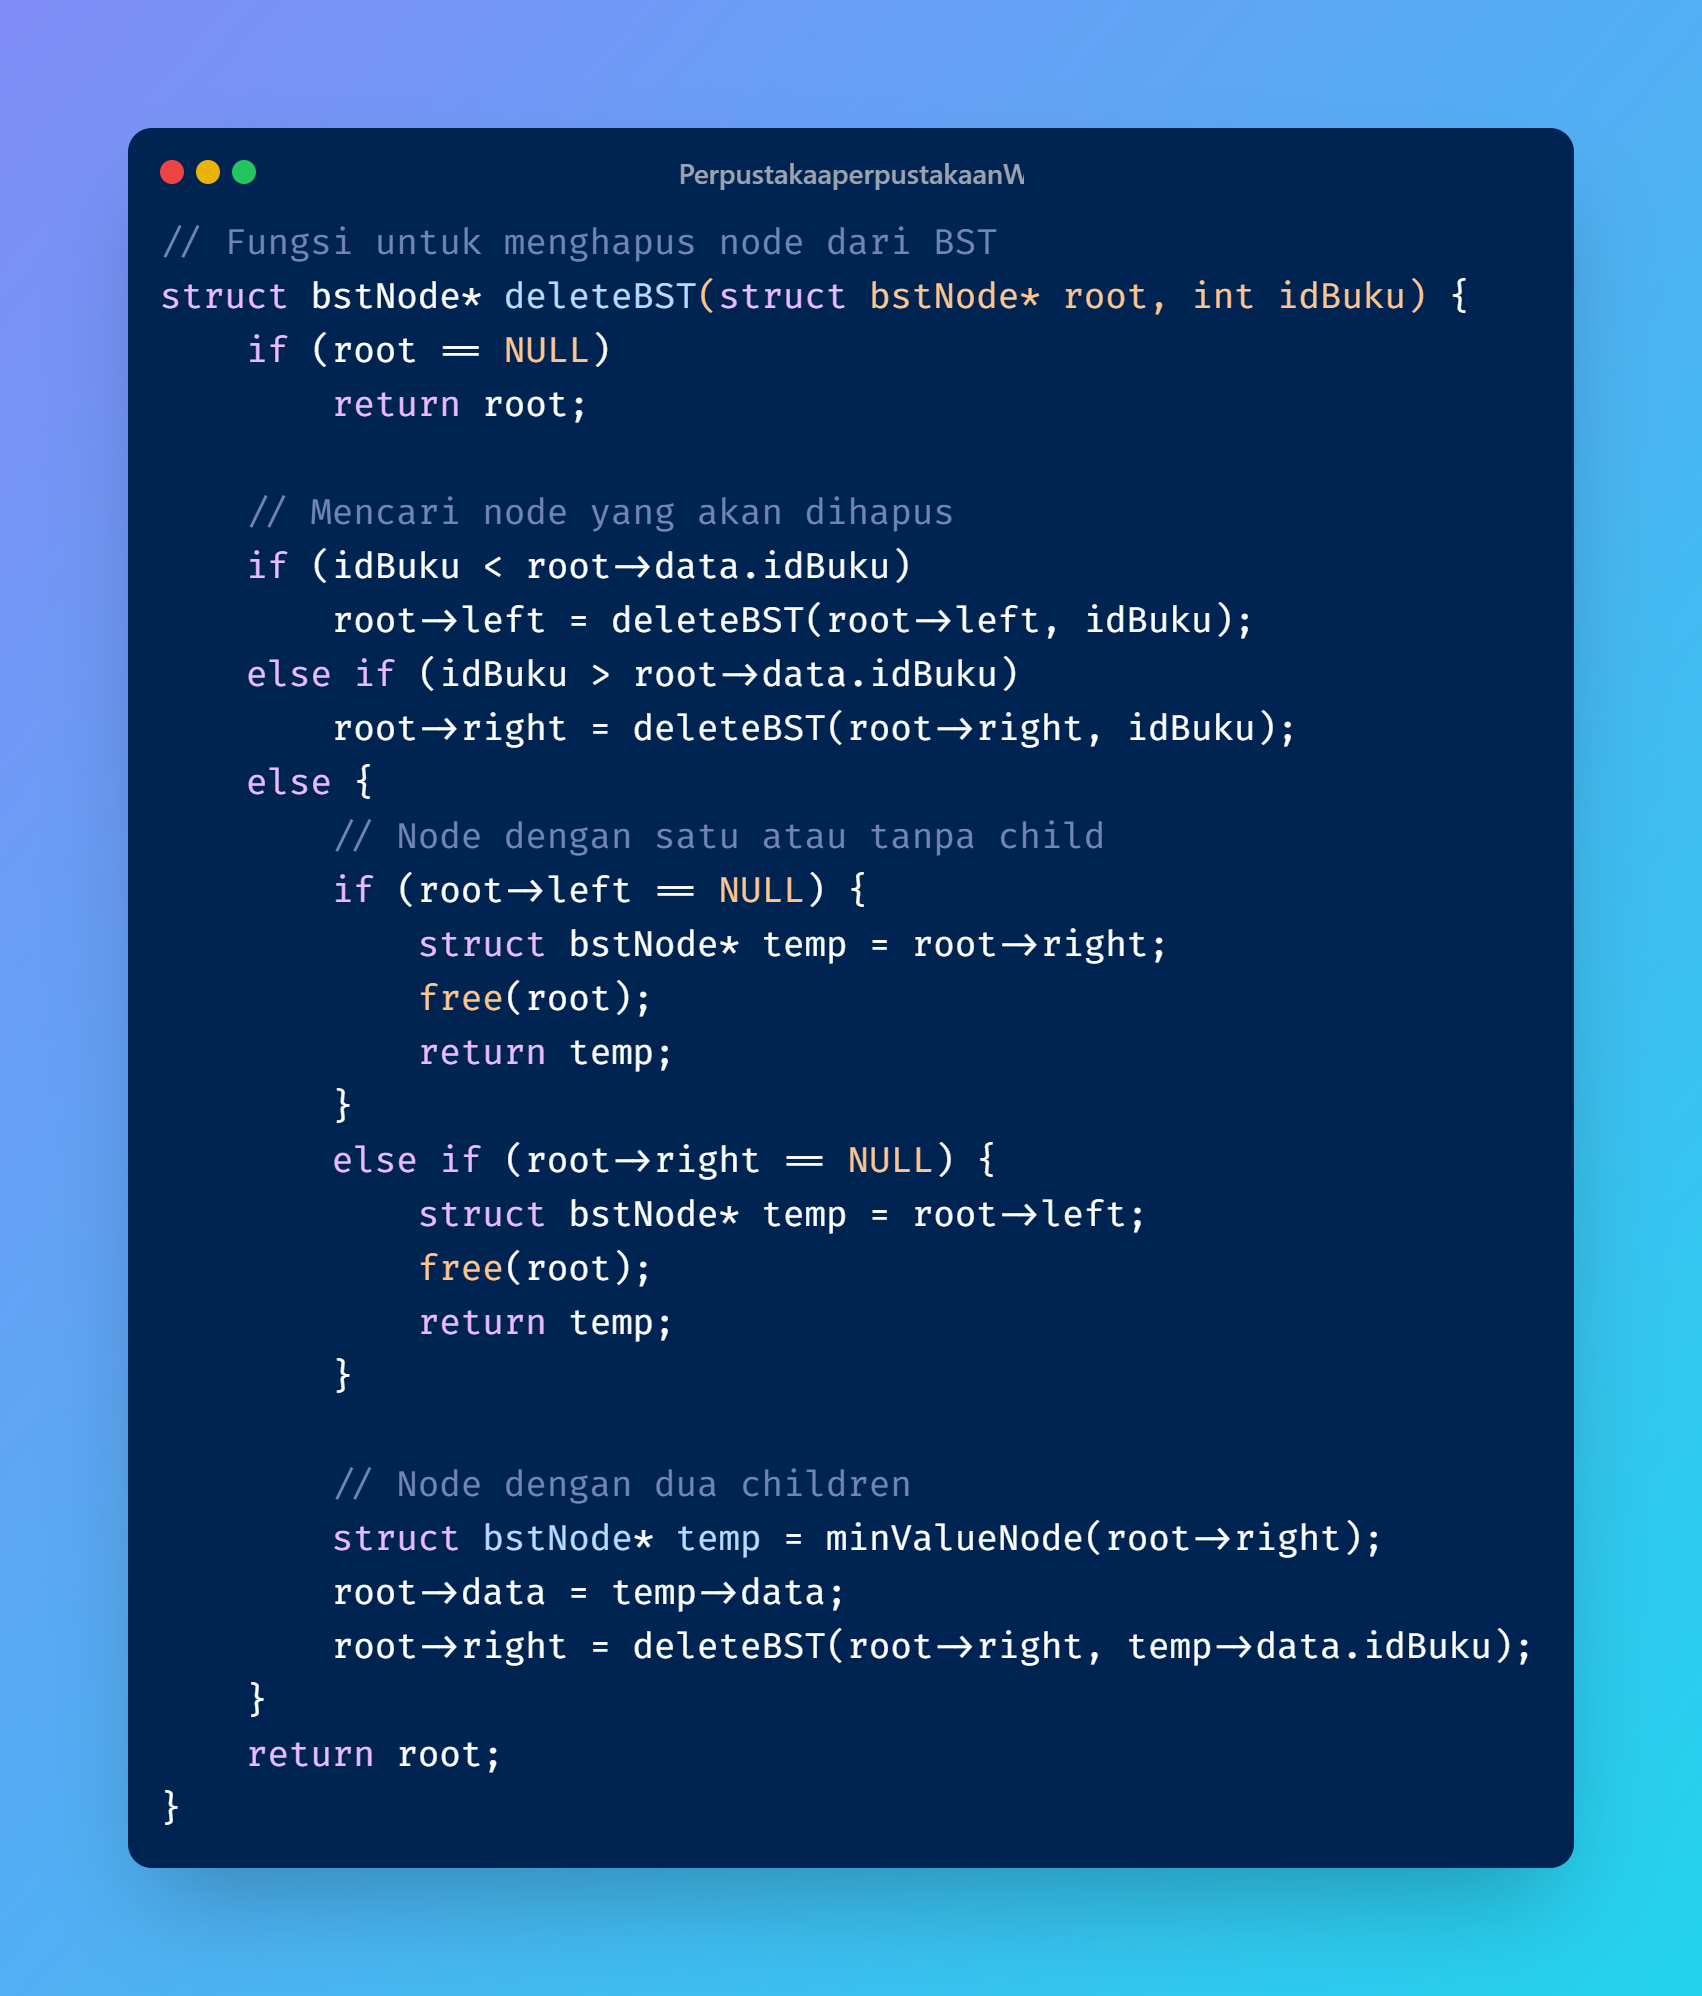 PerpustakaaperpustakaanW
// Fungsi untuk menghapus node dari BST
struct bstNode* deleteBST(struct bstNode* root, int idBuku) {
    if (root == NULL)
        return root;

    // Mencari node yang akan dihapus
    if (idBuku < root->data.idBuku)
        root->left = deleteBST(root->left, idBuku);
    else if (idBuku > root->data.idBuku)
        root->right = deleteBST(root->right, idBuku);
    else {
        // Node dengan satu atau tanpa child
        if (root->left == NULL) {
            struct bstNode* temp = root->right;
            free(root);
            return temp;
        }
        else if (root->right == NULL) {
            struct bstNode* temp = root->left;
            free(root);
            return temp;
        }

        // Node dengan dua children
        struct bstNode* temp = minValueNode(root->right);
        root->data = temp->data;
        root->right = deleteBST(root->right, temp->data.idBuku);
    }
    return root;
}